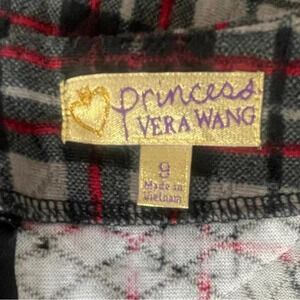 princess
VERA WANG
9
Made in
Vietnam